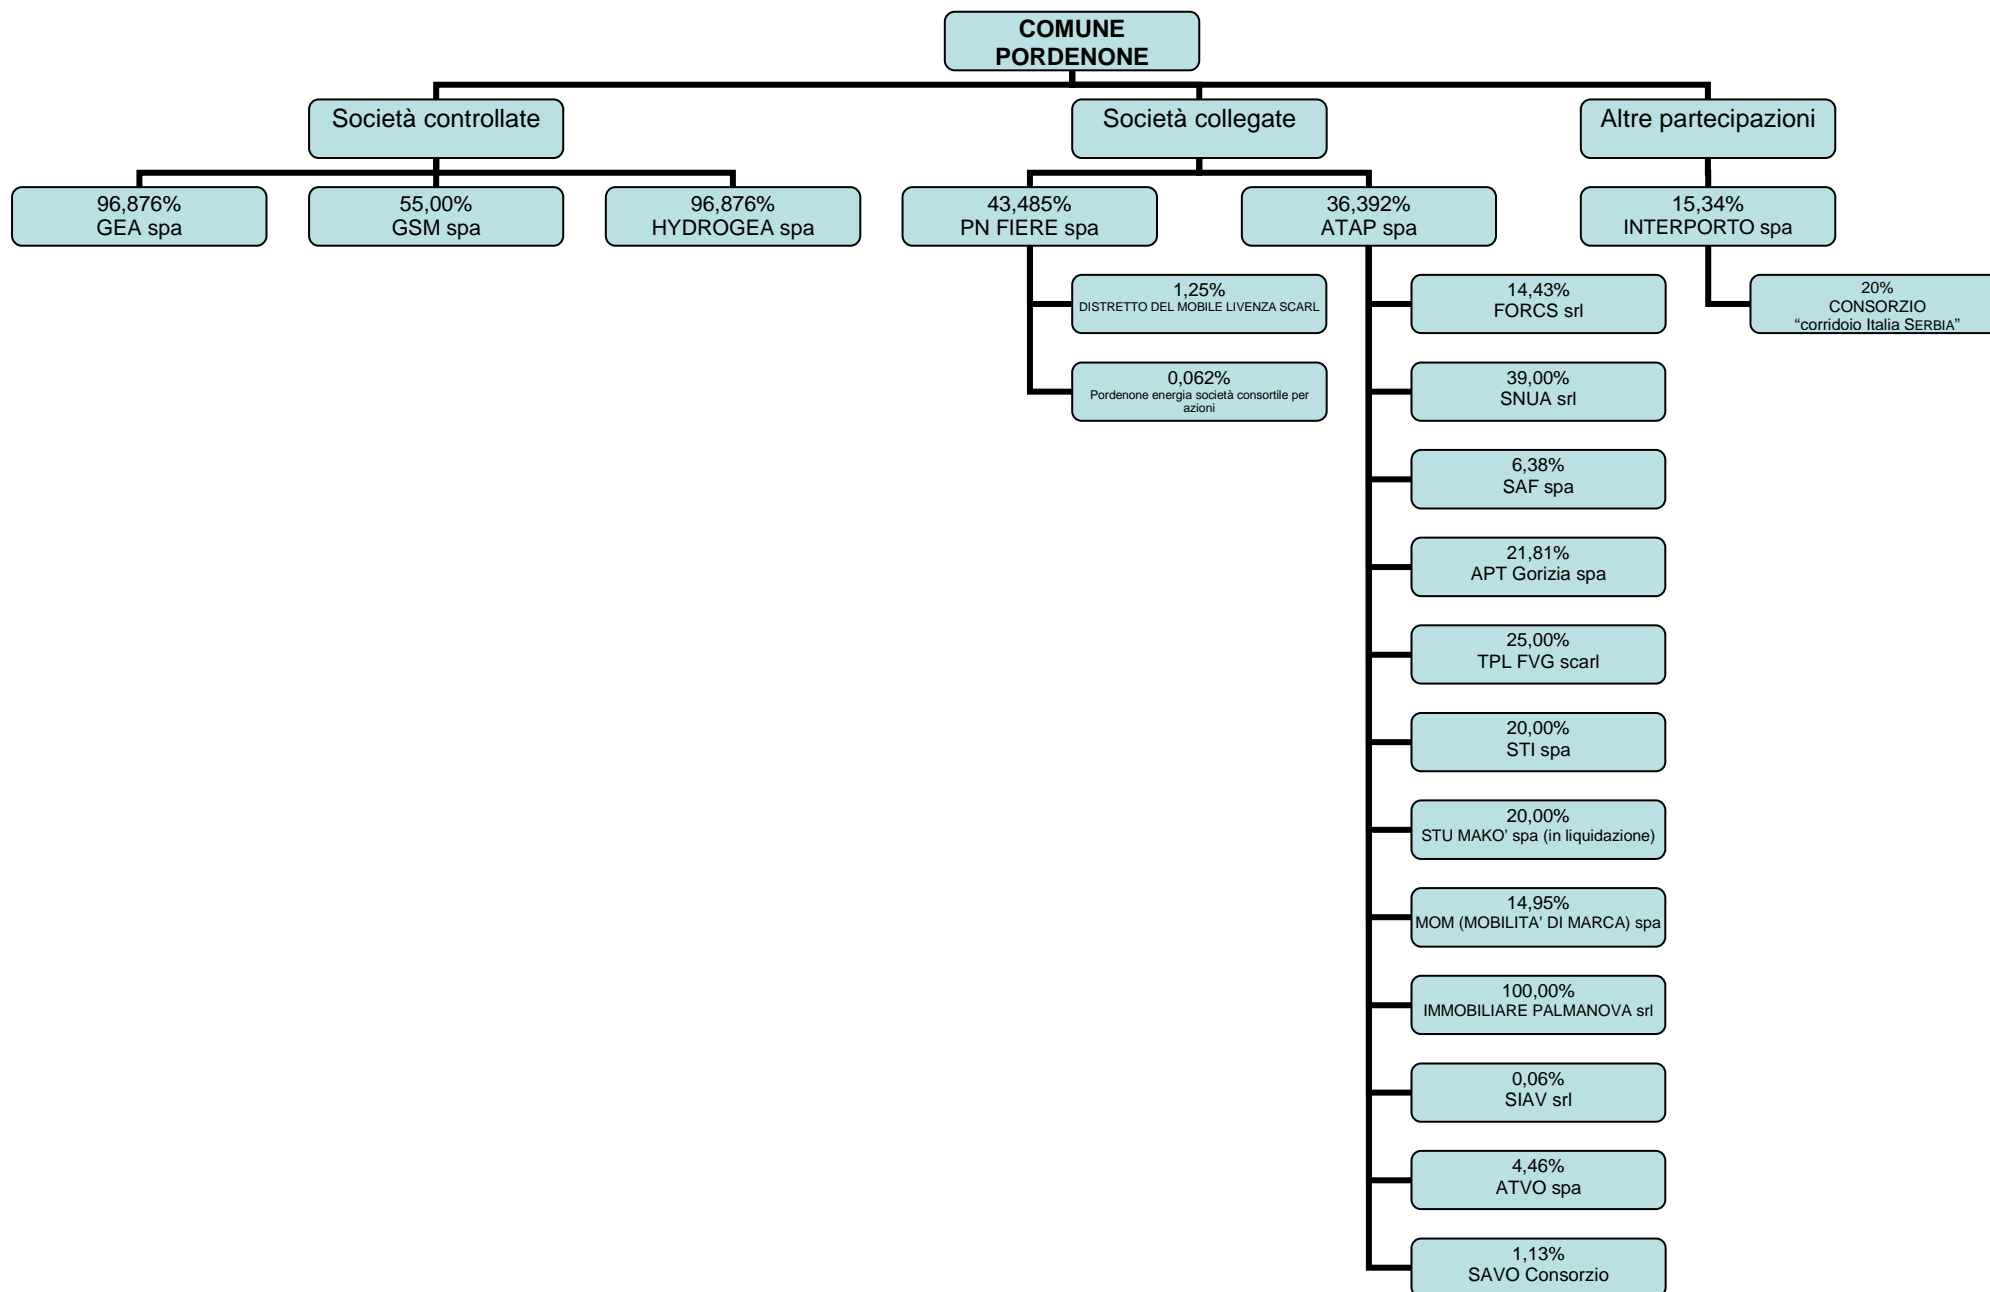 COMUNE
PORDENONE
Società controllate
Società collegate
Altre partecipazioni
96,876%
GEA spa
55,00%
GSM spa
96,876%
HYDROGEA spa
43,485%
PN FIERE spa
36,392%
ATAP spa
15,34%
INTERPORTO spa
1,25%
DISTRETTO DEL MOBILE LIVENZA SCARL
0,062%
Pordenone energia società consortile per
azioni
14,43%
FORCS srl
39,00%
SNUA srl
6,38%
SAF spa
21,81%
APT Gorizia spa
25,00%
TPL FVG scarl
20,00%
STI spa
20,00%
STU MAKO’ spa (in liquidazione)
14,95%
MOM (MOBILITA’ DI MARCA) spa
100,00%
IMMOBILIARE PALMANOVA srl
0,06%
SIAV srl
4,46%
ATVO spa
1,13%
SAVO Consorzio
20%
CONSORZIO
“corridoio Italia SERBIA”